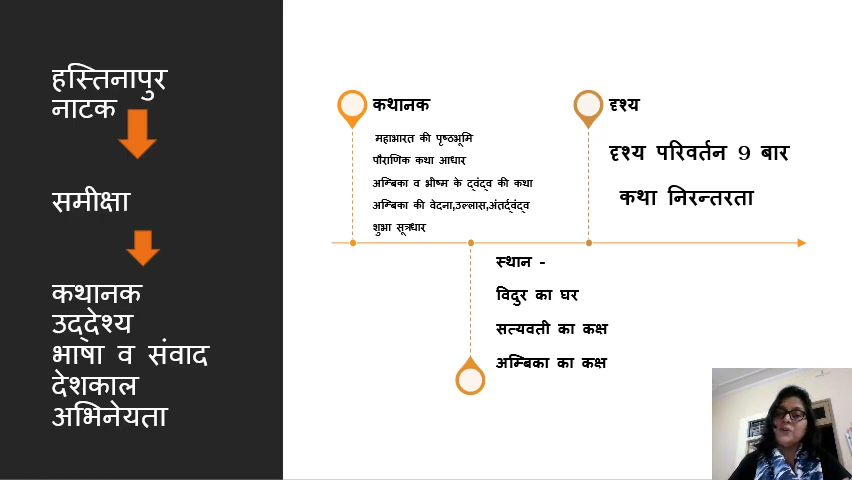 हस्तिनापुर
नाटक
समीक्षा
कथानक
उद्देश्य
भाषा व संवाद
देशकाल
अभिनेयता
कथानक
महाभारत की पृष्ठभूमि
पौराणिक कथा आधार
अम्बिका व भीष्म के द्वंद्व की कथा
अम्बिका की वेदना,उल्लास,अंतर्द्वंद्व
शुभा सूत्रधार
स्थान -
विदुर का घर
सत्यवती का कक्ष
अम्बिका का कक्ष
दृश्य
दृश्य परिवर्तन 9 बार
कथा निरन्तरता